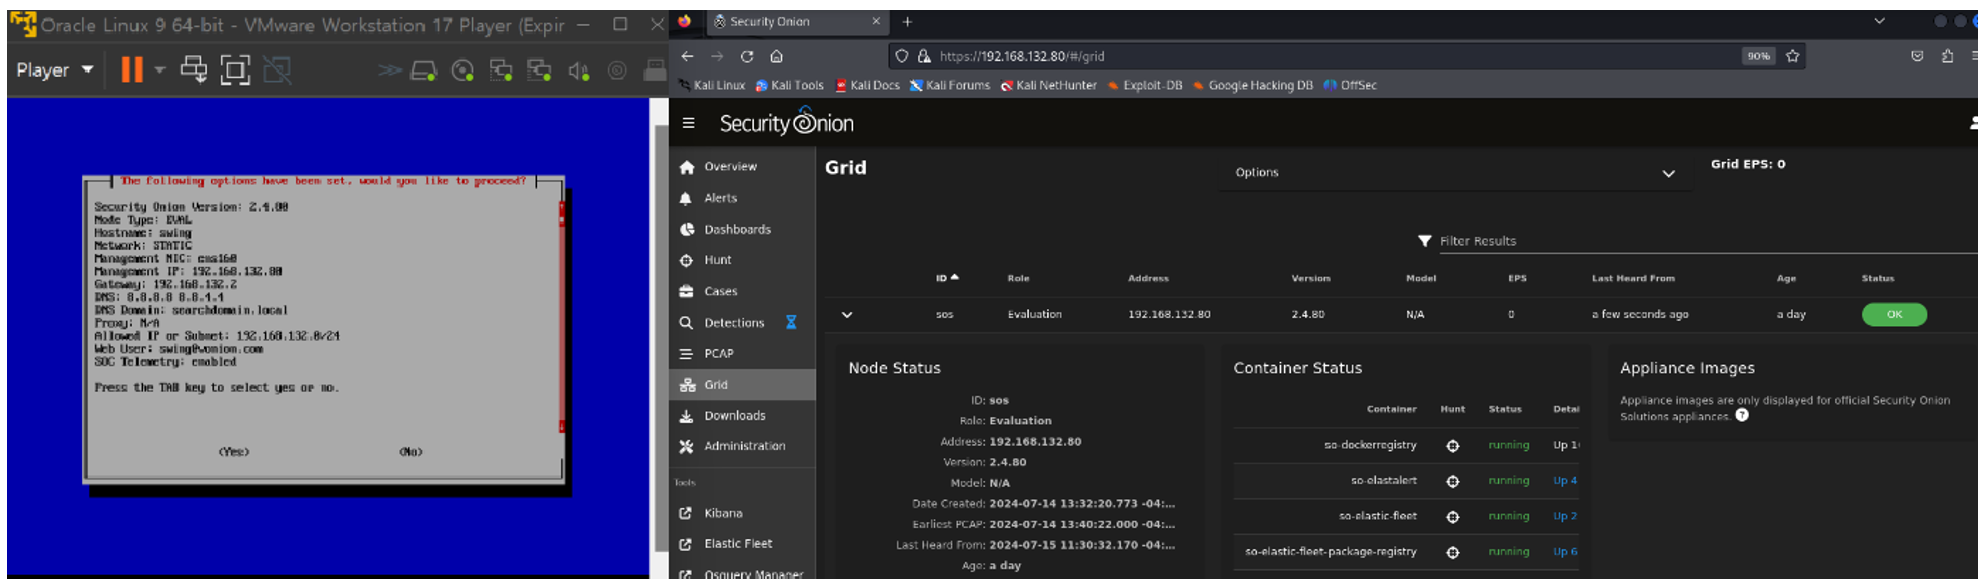 Oracle Linux 9 64-bit - VMware Workstation 17 Player (Expir
Player
The following options have been set, would you like to proceed?
Security Onion Version: 2.4.80
Node Type: EVAL
Hostname: swing
Network: STATIC
Management NIC: ens160
Management IP: 192.168.132.80
Gateway: 192.168.132.2
DNS: 8.8.8.8 8.8.4.4
DNS Domain: searchdomain.local
Proxy: N/A
Allowed IP or Subnet: 192.168.132.0/24
Web User: swing@wonion.com
SOC Telemetry: enabled
Press the TAB key to select yes or no.
<Yes> <No>
Security Onion
https://192.168.132.80/#/grid 90%
Kali Linux Kali Tools Kali Docs Kali Forums Kali NetHunter Exploit-DB Google Hacking DB OffSec
Security Onion
Overview
Alerts
Dashboards
Hunt
Cases
Detections
PCAP
Grid
Downloads
Administration
Tools
Kibana
Elastic Fleet
Osquery Manager
Grid
Options
Grid EPS: 0
Filter Results
ID Role Address Version Model EPS Last Heard From Age Status
sos Evaluation 192.168.132.80 2.4.80 N/A 0 a few seconds ago a day OK
Node Status
ID: sos
Role: Evaluation
Address: 192.168.132.80
Version: 2.4.80
Model: N/A
Date Created: 2024-07-14 13:32:20.773 -04:...
Earliest PCAP: 2024-07-14 13:40:22.000 -04:...
Last Heard From: 2024-07-15 11:30:32.170 -04:...
Age: a day
Container Status
Container Hunt Status Detai
so-dockerregistry running Up 1
so-elastalert running Up 4
so-elastic-fleet running Up 2
so-elastic-fleet-package-registry running Up 6
Appliance Images
Appliance images are only displayed for official Security Onion
Solutions appliances. ?